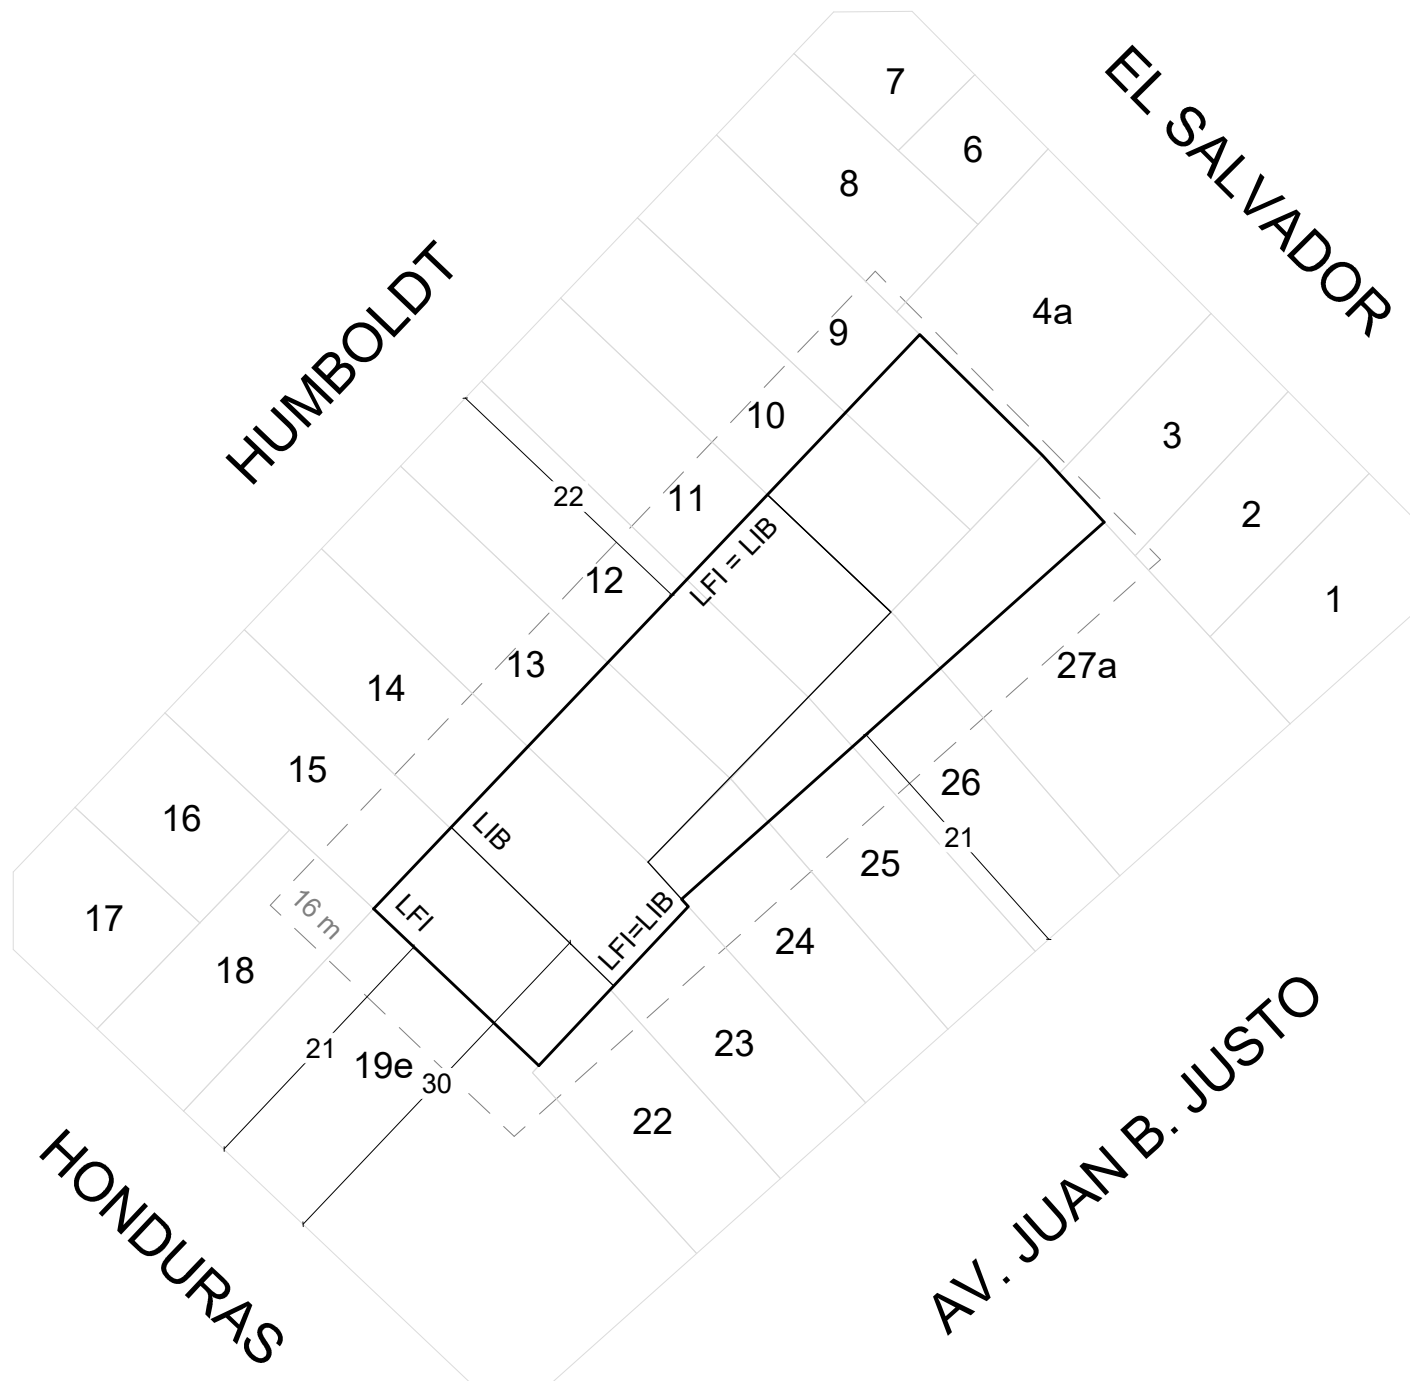 7
EL SALVADOR
6
8
HUMBOLDT
4a
9
10
3
22
11
2
LFI = LIB
12
1
13
27a
14
15
26
16
LIB
21
25
16 m
LFI
17
LFI=LIB
24
18
21
19e
30
23
22
HONDURAS
AV. JUAN B. JUSTO